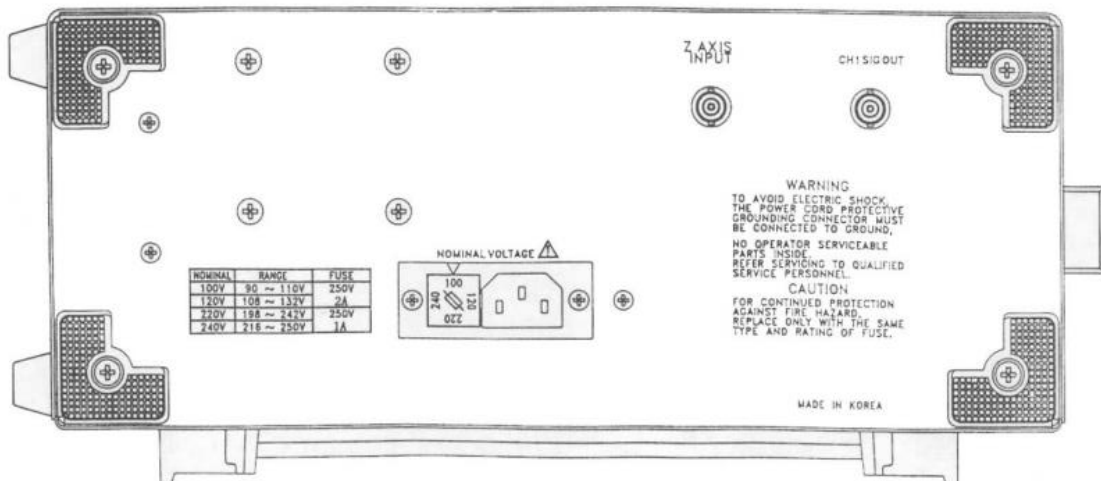 Z AXIS
INPUT
CH1 SIG OUT
WARNING
TO AVOID ELECTRIC SHOCK,
THE POWER CORD PROTECTIVE
GROUNDING CONNECTOR MUST
BE CONNECTED TO GROUND,
NO OPERATOR SERVICEABLE
PARTS INSIDE.
REFER SERVICING TO QUALIFIED
SERVICE PERSONNEL.
CAUTION
FOR CONTINUED PROTECTION
AGAINST FIRE HAZARD,
REPLACE ONLY WITH THE SAME
TYPE AND RATING OF FUSE.
MADE IN KOREA
NOMINAL VOLTAGE
100
240 120
220
NOMINAL RANGE FUSE
100V 90 ~ 110V 250V
120V 108 ~ 132V 2A
220V 198 ~ 242V 250V
240V 216 ~ 250V 1A